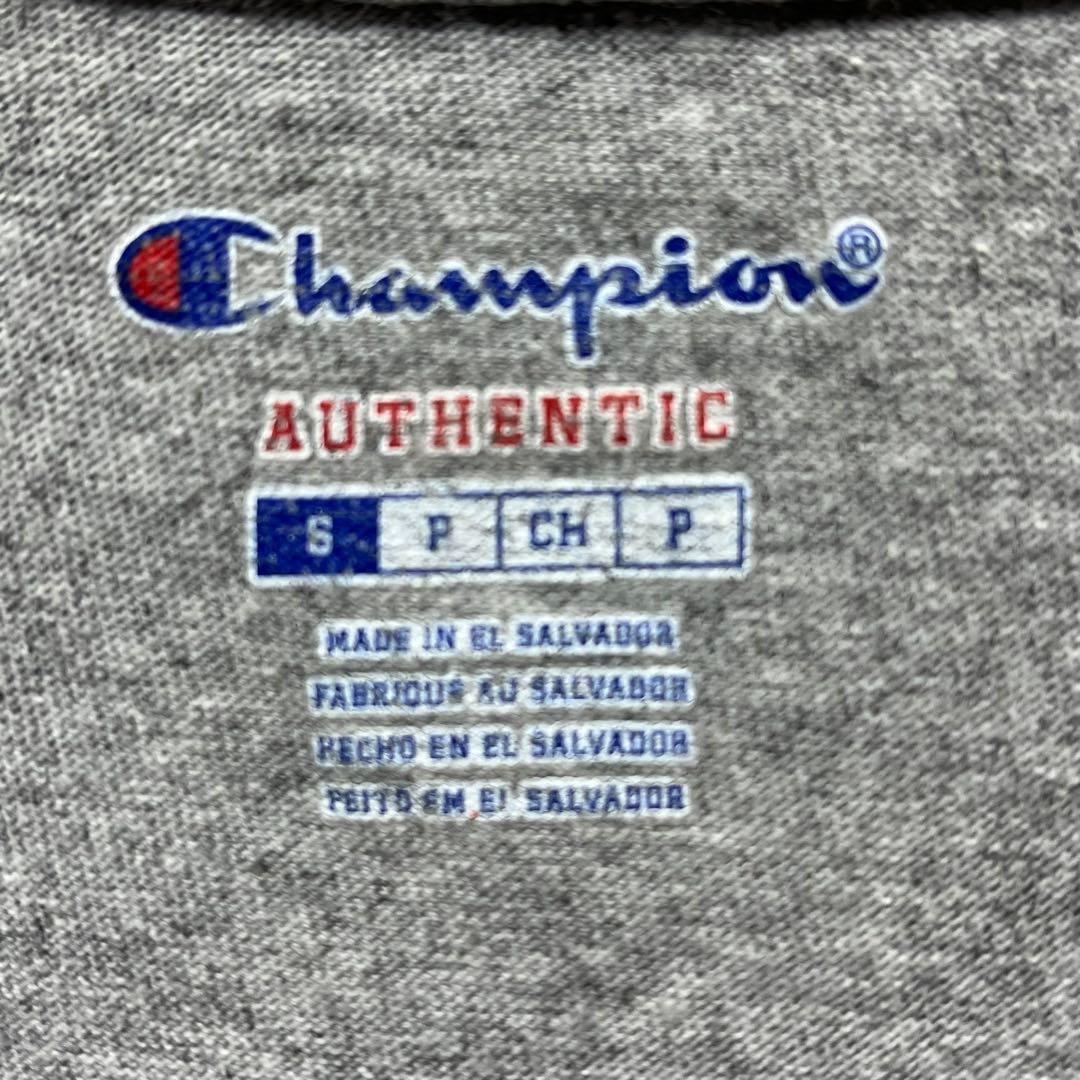 Champion®
AUTHENTIC
S P CH P
MADE IN EL SALVADOR
FABRIQUE AU SALVADOR
HECHO EN EL SALVADOR
FEITO EM EL SALVADOR